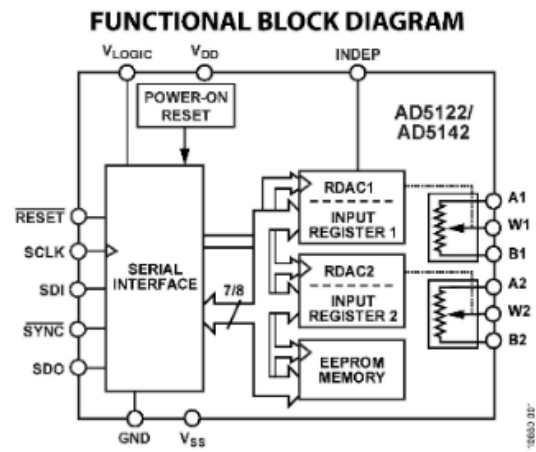 FUNCTIONAL BLOCK DIAGRAM
VLOGIC
VDD
INDEP
POWER-ON
RESET
AD5122/
AD5142
RDAC1
INPUT
REGISTER 1
RESET
SCLK
SDI
SYNC
SDO
SERIAL
INTERFACE
7/8
RDAC2
INPUT
REGISTER 2
EEPROM
MEMORY
A1
W1
B1
A2
W2
B2
GND
VSS